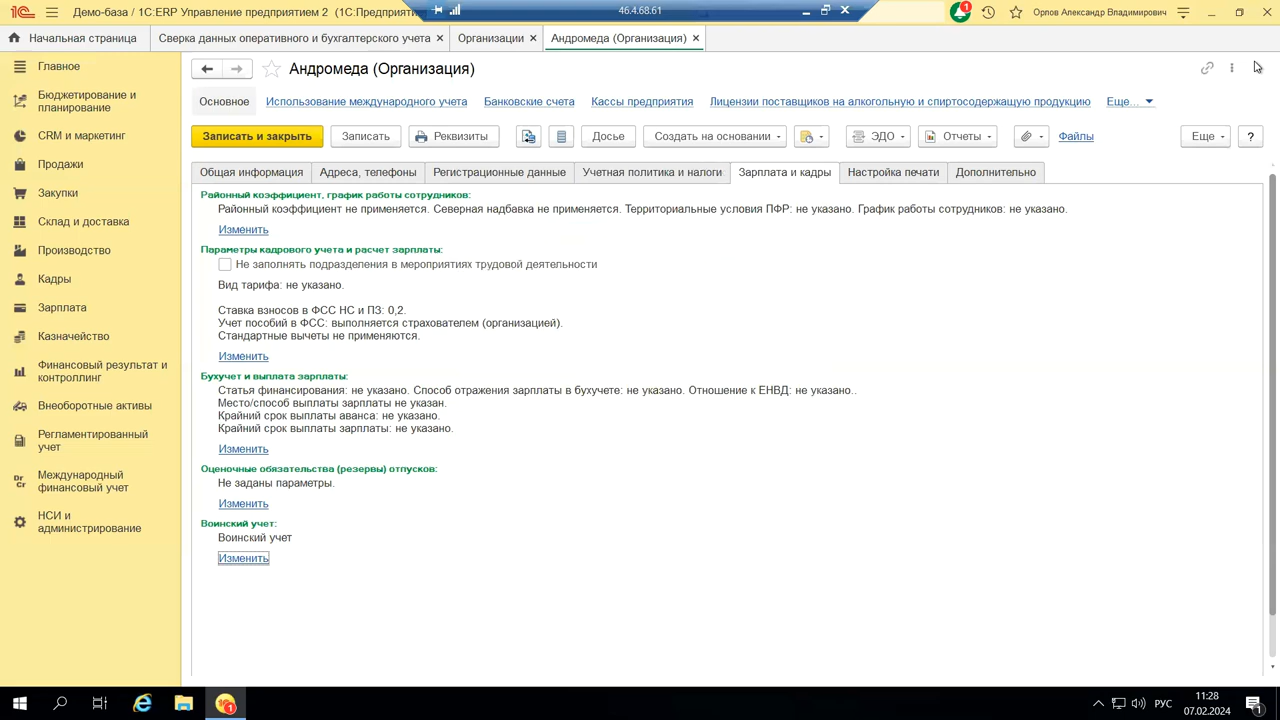 Демо-база / 1С:ERP Управление предприятием 2 (1С:Предприятие
46.4.68.61
1
Орлов Александр Владимирович
Начальная страница
Сверка данных оперативного и бухгалтерского учета
Организации
Андромеда (Организация)
Главное
Бюджетирование и
планирование
CRM и маркетинг
Продажи
Закупки
Склад и доставка
Производство
Кадры
Зарплата
Казначейство
Финансовый результат и
контроллинг
Внеоборотные активы
Регламентированный
учет
Международный
финансовый учет
НСИ и
администрирование
Андромеда (Организация)
Основное
Использование международного учета
Банковские счета
Кассы предприятия
Лицензии поставщиков на алкогольную и спиртосодержащую продукцию
Еще...
Записать и закрыть
Записать
Реквизиты
Досье
Создать на основании
ЭДО
Отчеты
Файлы
Еще
?
Общая информация
Адреса, телефоны
Регистрационные данные
Учетная политика и налоги
Зарплата и кадры
Настройка печати
Дополнительно
Районный коэффициент, график работы сотрудников:
Районный коэффициент не применяется. Северная надбавка не применяется. Территориальные условия ПФР: не указано. График работы сотрудников: не указано.
Изменить
Параметры кадрового учета и расчет зарплаты:
Не заполнять подразделения в мероприятиях трудовой деятельности
Вид тарифа: не указано.
Ставка взносов в ФСС НС и ПЗ: 0,2.
Учет пособий в ФСС: выполняется страхователем (организацией).
Стандартные вычеты не применяются.
Изменить
Бухучет и выплата зарплаты:
Статья финансирования: не указано. Способ отражения зарплаты в бухучете: не указано. Отношение к ЕНВД: не указано..
Место/способ выплаты зарплаты не указан.
Крайний срок выплаты аванса: не указано.
Крайний срок выплаты зарплаты: не указано.
Изменить
Оценочные обязательства (резервы) отпусков:
Не заданы параметры.
Изменить
Воинский учет:
Воинский учет
Изменить
РУС
11:28
07.02.2024